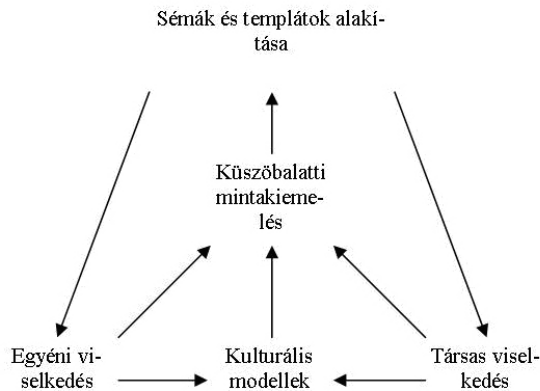 Sémák és templátok alakí-
tása
Küszöbalatti
mintakieme-
lés
Egyéni vi-
selkedés
Kulturális
modellek
Társas visel-
kedés